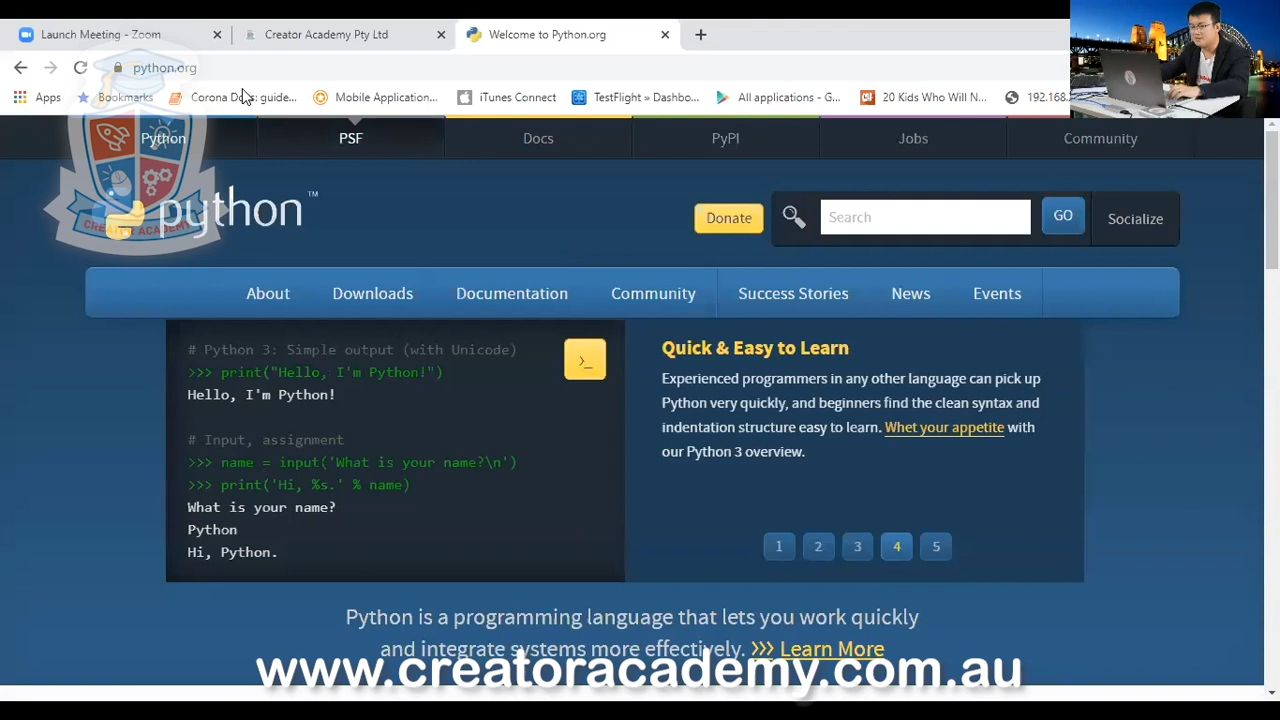 Launch Meeting - Zoom
Creator Academy Pty Ltd
Welcome to Python.org
python.org
Apps
Bookmarks
guide...
Mobile Application...
iTunes Connect
TestFlight » Dashbo...
All applications - G...
20 Kids Who Will N...
192.168.
Python
PSF
Docs
PyPI
Jobs
Community
python™
CREATOR ACADEMY
Donate
Search
GO
Socialize
About
Downloads
Documentation
Community
Success Stories
News
Events
# Python 3: Simple output (with Unicode)
>>> print("Hello, I'm Python!")
Hello, I'm Python!
# Input, assignment
>>> name = input('What is your name?\n')
>>> print('Hi, %s.' % name)
What is your name?
Python
Hi, Python.
>_
Quick & Easy to Learn
Experienced programmers in any other language can pick up
Python very quickly, and beginners find the clean syntax and
indentation structure easy to learn. Whet your appetite with
our Python 3 overview.
1 2 3 4 5
Python is a programming language that lets you work quickly
and integrate systems more effectively. >>> Learn More
www.creatoracademy.com.au